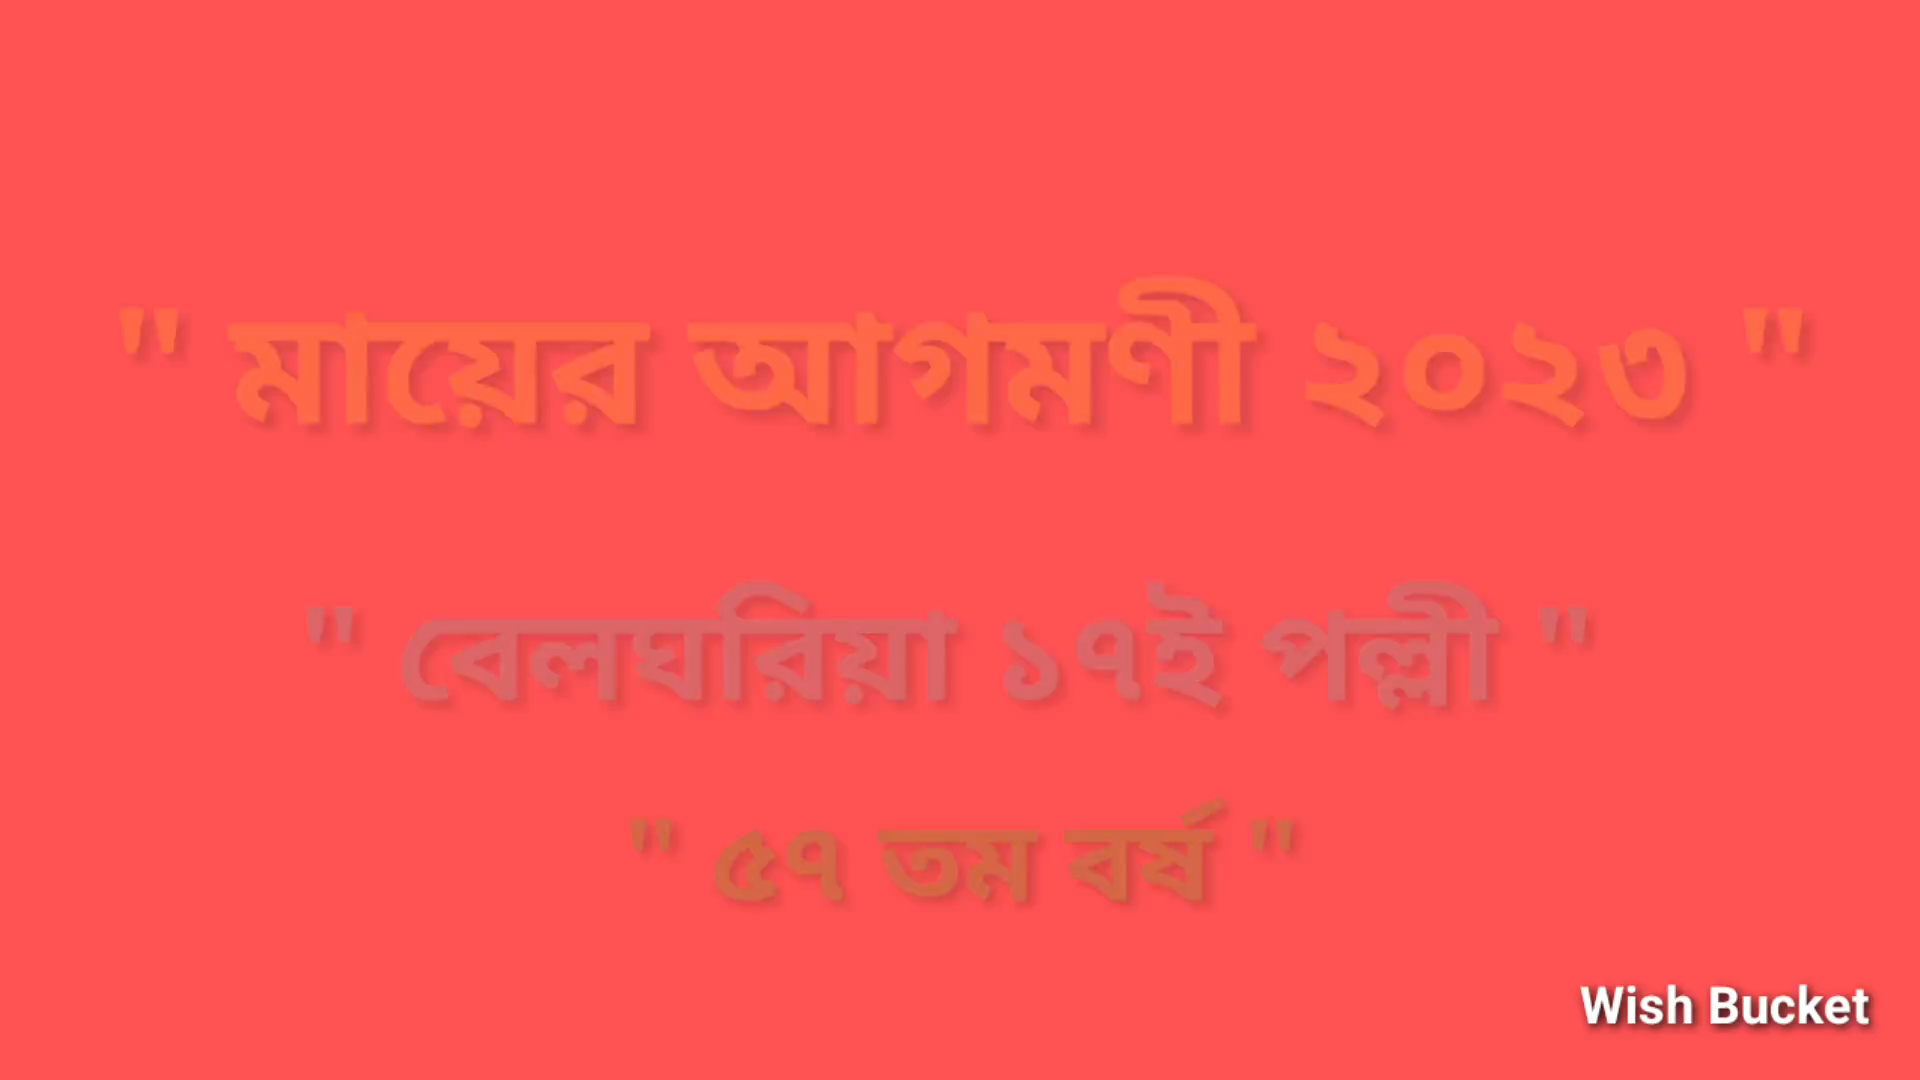 " মায়ের আগমণী ২০২৩ "
" বেলঘরিয়া ১৭ই পল্লী "
" ৫৭ তম বর্ষ "
Wish Bucket